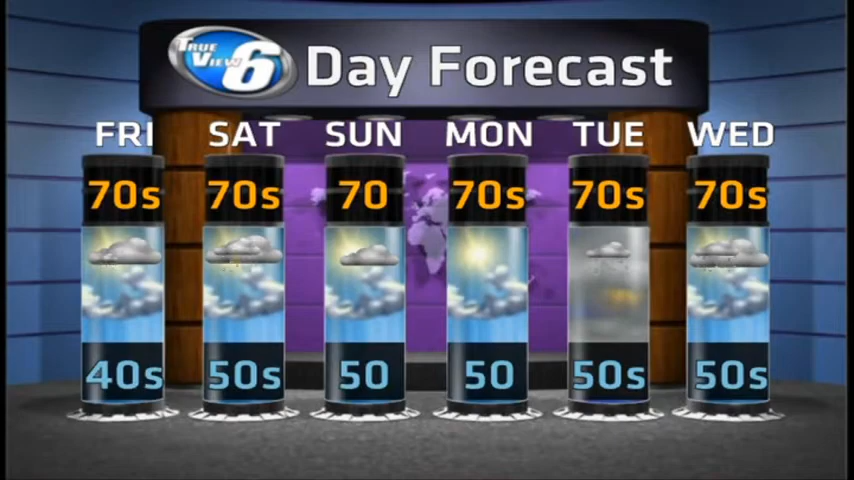 TRUE VIEW 6 Day Forecast
FRI SAT SUN MON TUE WED
70s 70s 70 70s 70s 70s
40s 50s 50 50 50s 50s